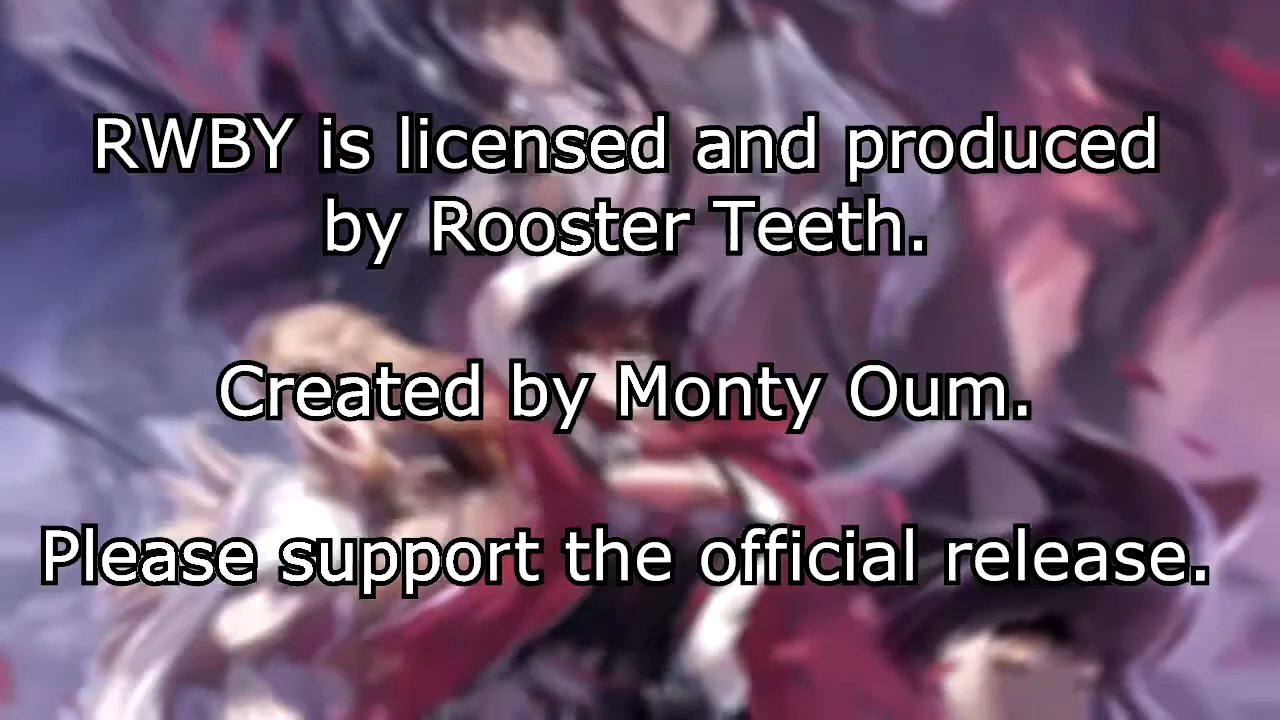 RWBY is licensed and produced
by Rooster Teeth.
Created by Monty Oum.
Please support the official release.